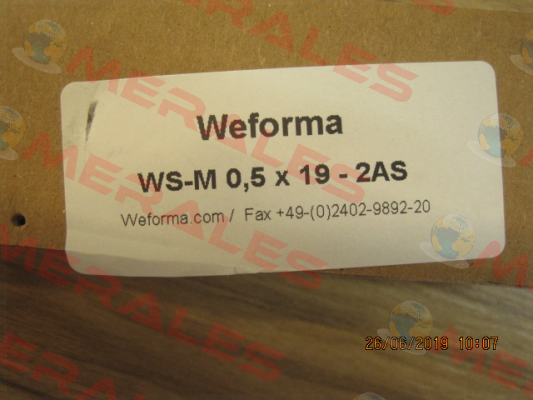 Weforma
WS-M 0,5 x 19 - 2AS
Weforma.com / Fax +49-(0)2402-9892-20
MERALES
MERALES
MERALES
MERALES
26/06/2019 10:07